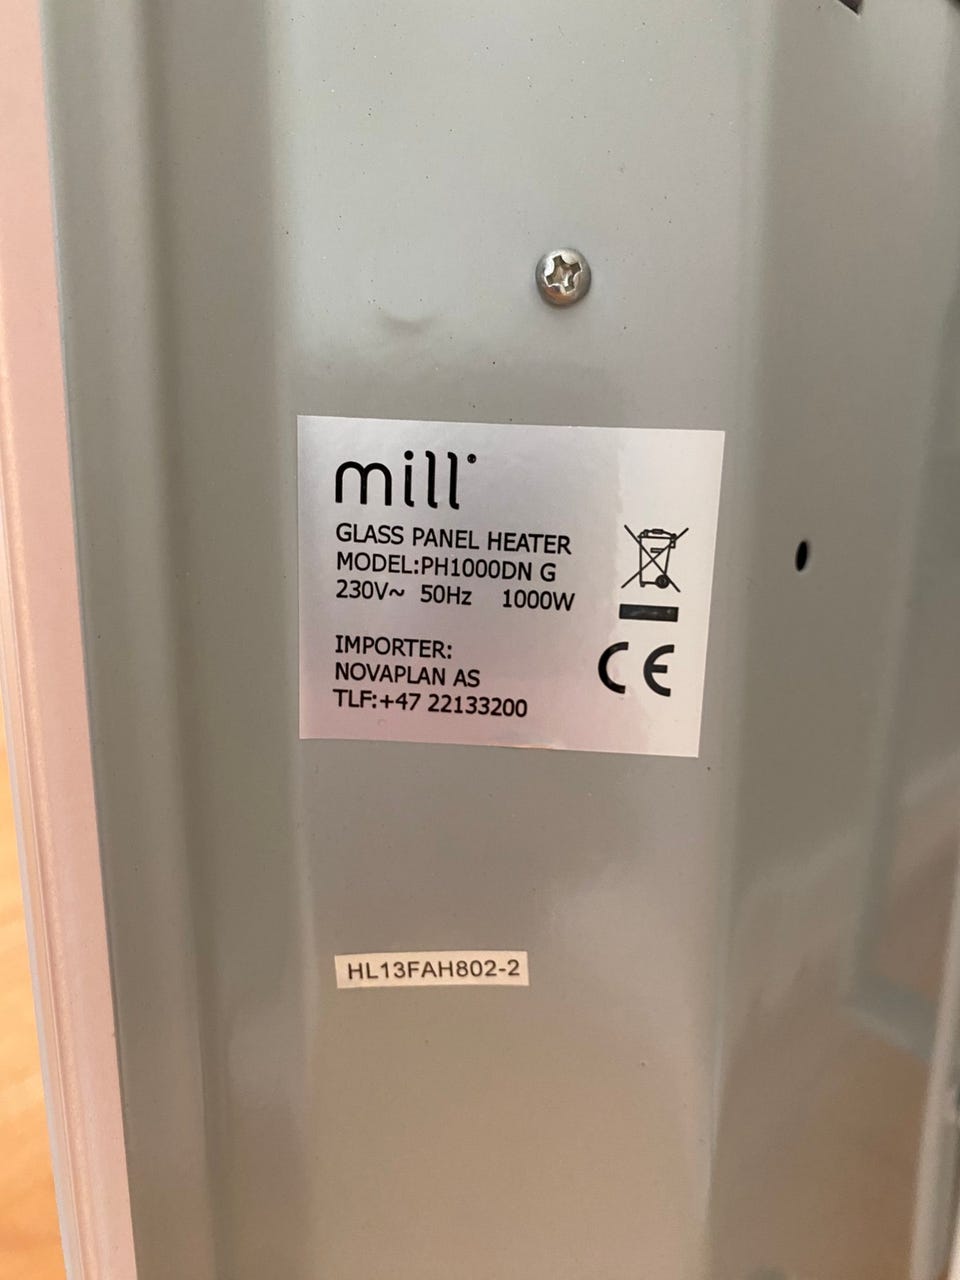 mill®
GLASS PANEL HEATER
MODEL:PH1000DN G
230V~ 50Hz 1000W
IMPORTER:
NOVAPLAN AS
TLF:+47 22133200
CE
HL13FAH802-2